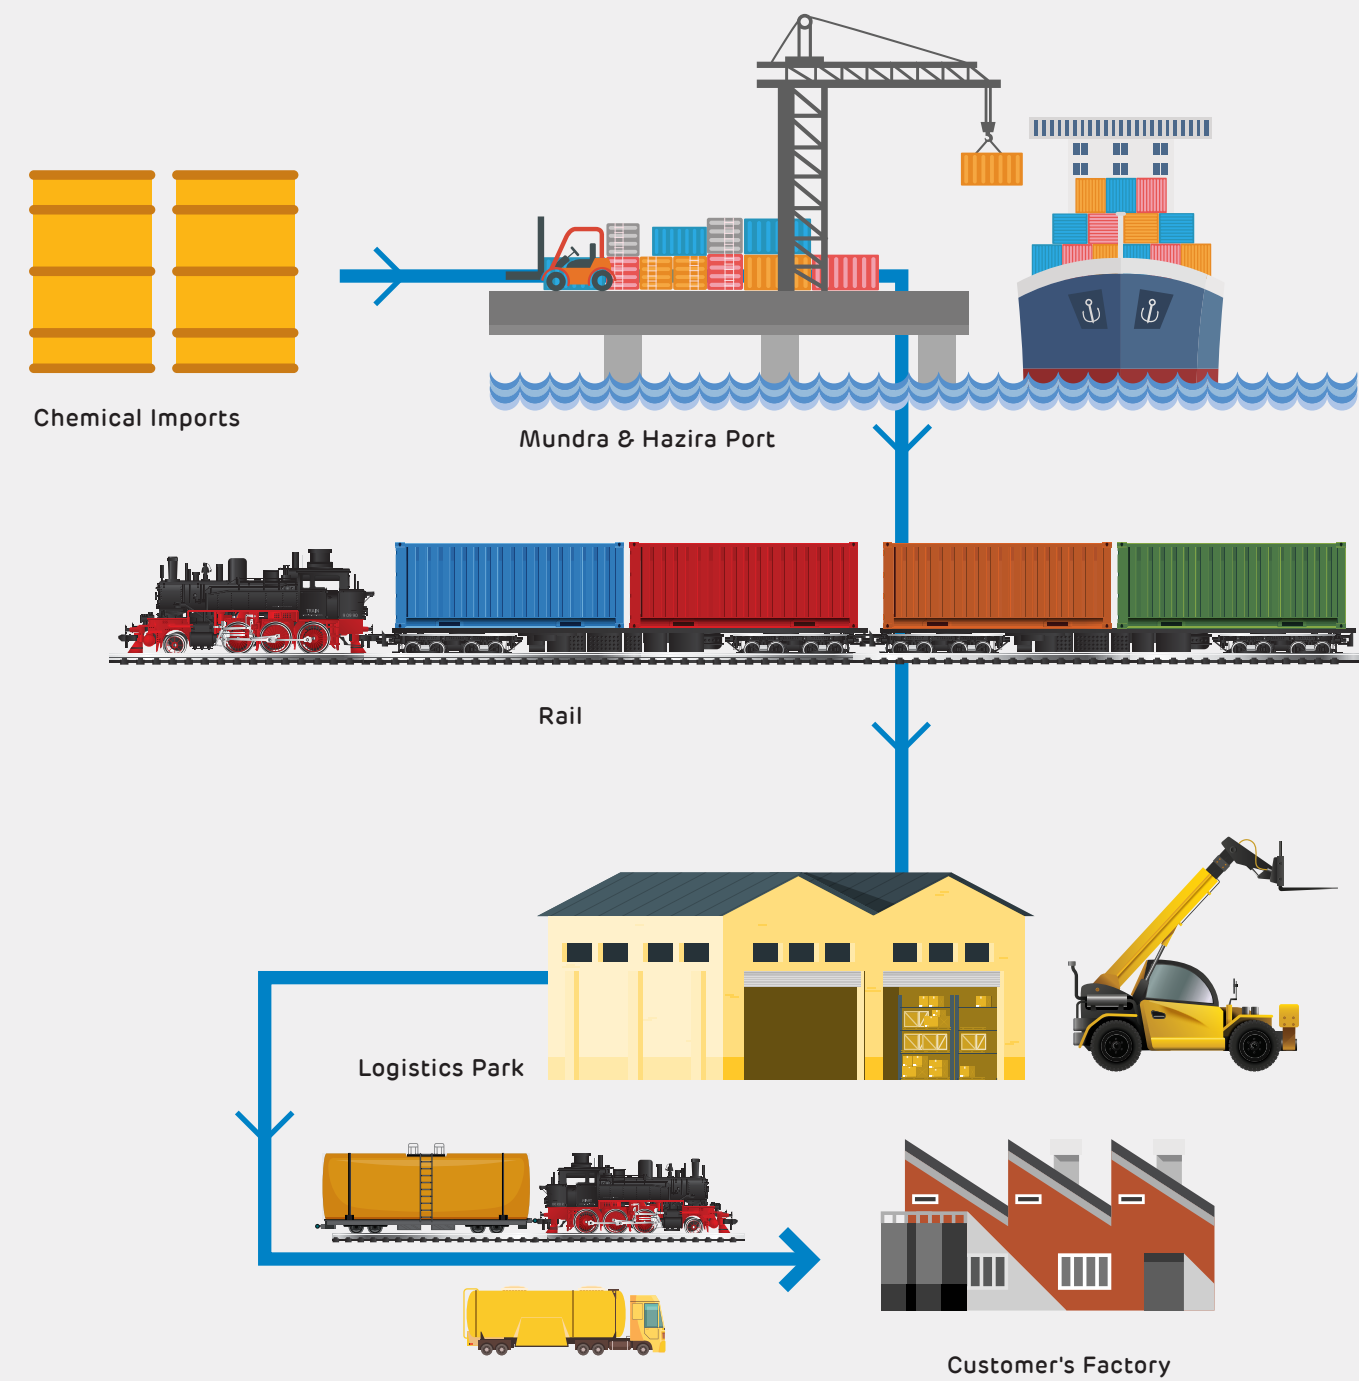 Chemical Imports
Mundra & Hazira Port
Rail
Logistics Park
Customer's Factory